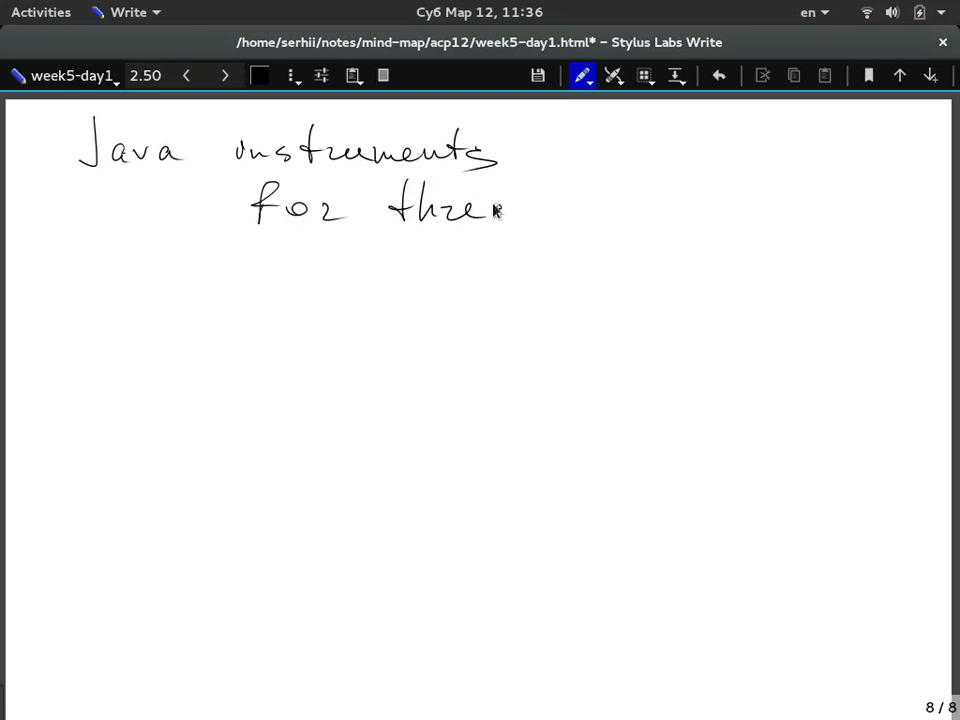 Activities Write Суб Мар 12, 11:36 en
/home/serhii/notes/mind-map/acp12/week5-day1.html* – Stylus Labs Write
week5-day1 2.50
Java instruments
for thre
8 / 8